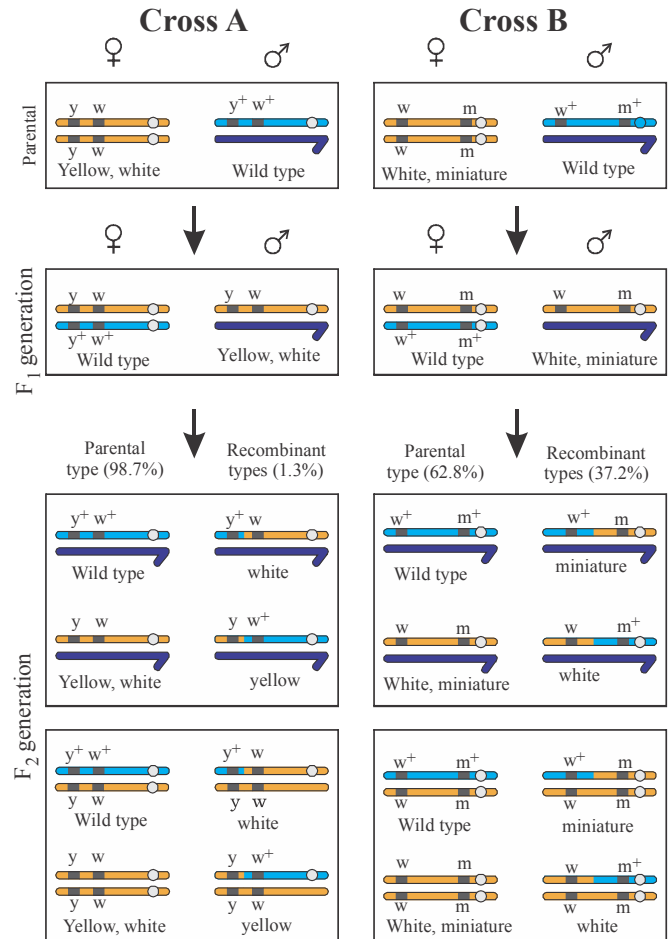 Cross A
Cross B
♀ ♂
♀ ♂
Parental
y w
y⁺ w⁺
y w
Yellow, white
Wild type
w m
w⁺ m⁺
w m
White, miniature
Wild type
♀ ♂
♀ ♂
F₁ generation
y w
y w
y⁺ w⁺
Wild type
Yellow, white
w m
w m
w⁺ m⁺
Wild type
White, miniature
Parental
type (98.7%)
Recombinant
types (1.3%)
Parental
type (62.8%)
Recombinant
types (37.2%)
F₂ generation
y⁺ w⁺
y⁺ w
Wild type
white
y w
y w⁺
Yellow, white
yellow
w⁺ m⁺
w⁺ m
Wild type
miniature
w m
w m⁺
White, miniature
white
y⁺ w⁺
y⁺ w
y w
y w
Wild type
white
y w
y w⁺
y w
y w
Yellow, white
yellow
w⁺ m⁺
w⁺ m
w m
w m
Wild type
miniature
w m
w m⁺
w m
w m
White, miniature
white